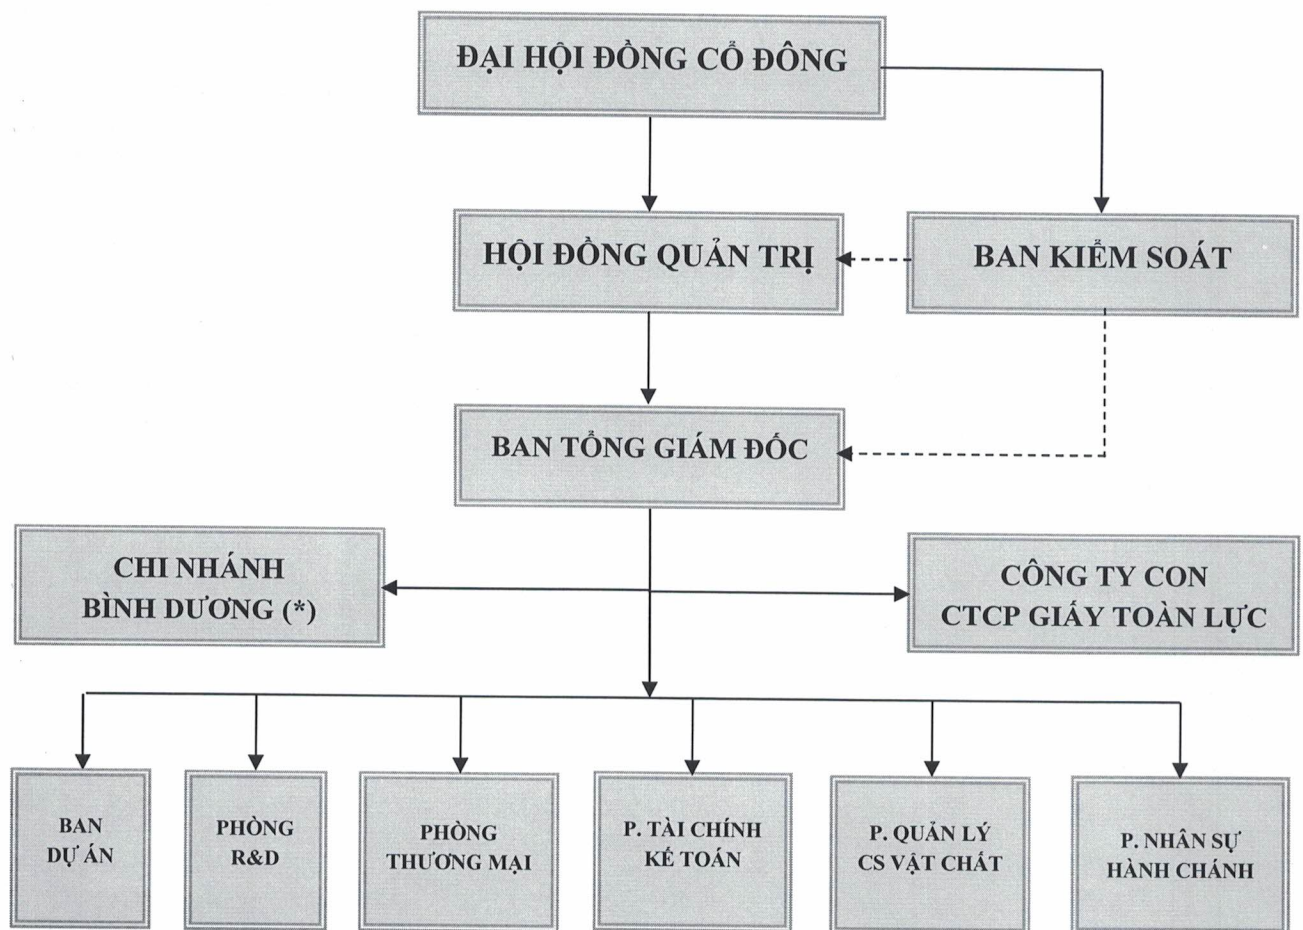 ĐẠI HỘI ĐỒNG CỔ ĐÔNG
HỘI ĐỒNG QUẢN TRỊ
BAN KIỂM SOÁT
BAN TỔNG GIÁM ĐỐC
CHI NHÁNH
BÌNH DƯƠNG (*)
CÔNG TY CON
CTCP GIẤY TOÀN LỰC
BAN
DỰ ÁN
PHÒNG
R&D
PHÒNG
THƯƠNG MẠI
P. TÀI CHÍNH
KẾ TOÁN
P. QUẢN LÝ
CS VẬT CHẤT
P. NHÂN SỰ
HÀNH CHÁNH